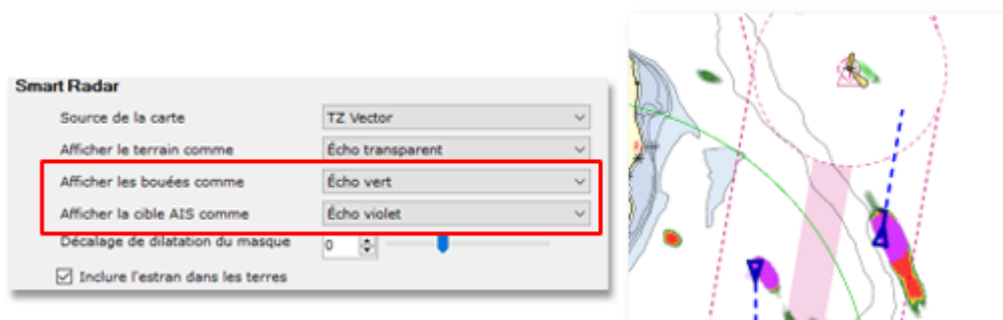 Smart Radar
Source de la carte TZ Vector
Afficher le terrain comme Écho transparent
Afficher les bouées comme Écho vert
Afficher la cible AIS comme Écho violet
Décalage de dilatation du masque 0
Inclure l'estran dans les terres